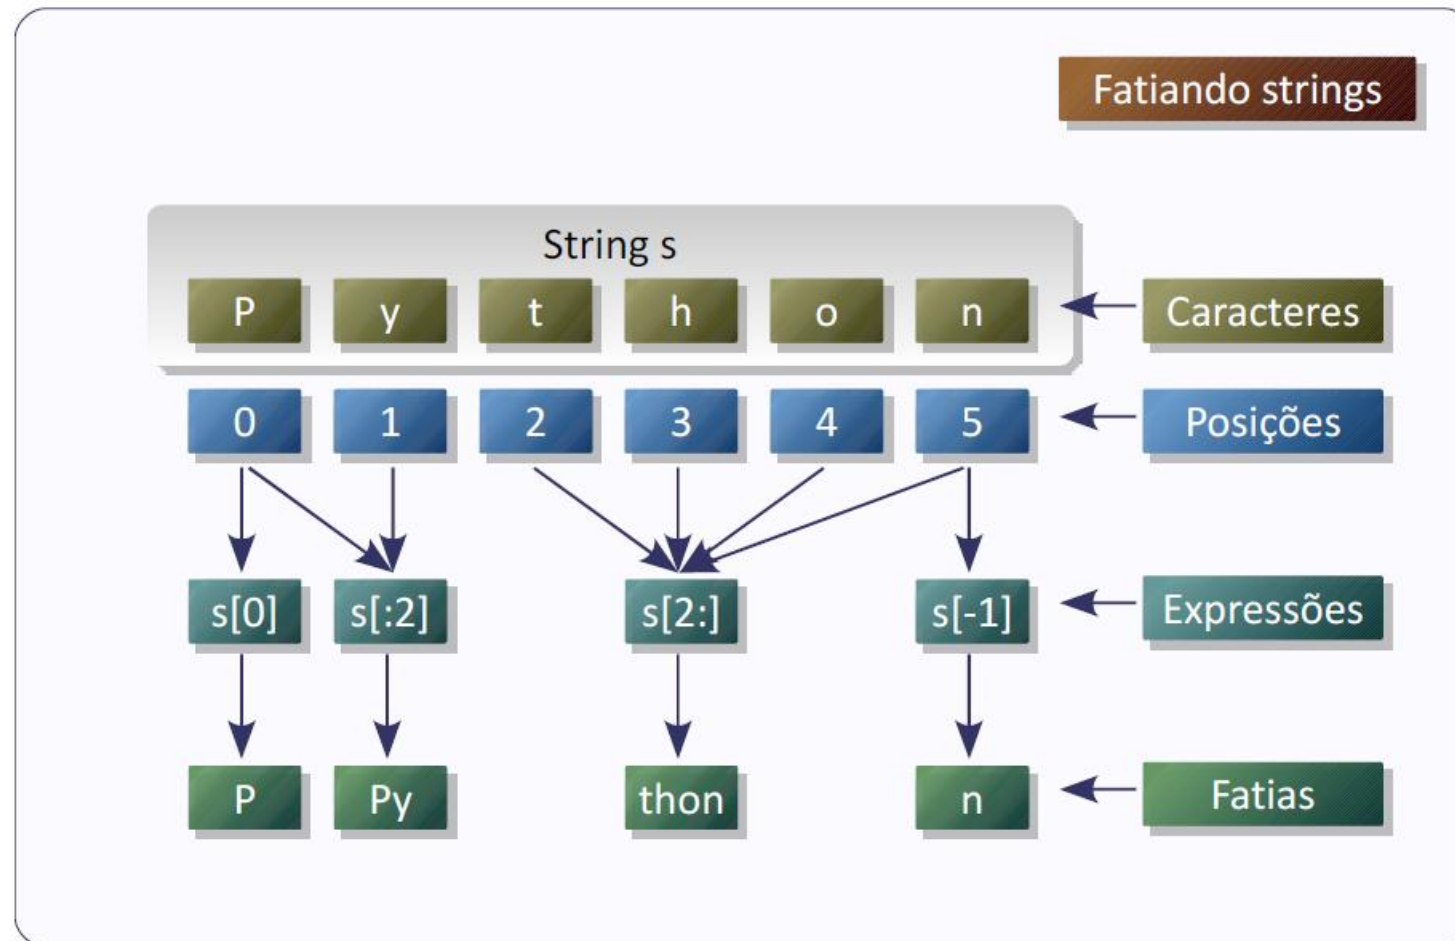 Fatiando strings
String s
P y t h o n Caracteres
0 1 2 3 4 5 Posições
s[0] s[:2] s[2:] s[-1] Expressões
P Py thon n Fatias